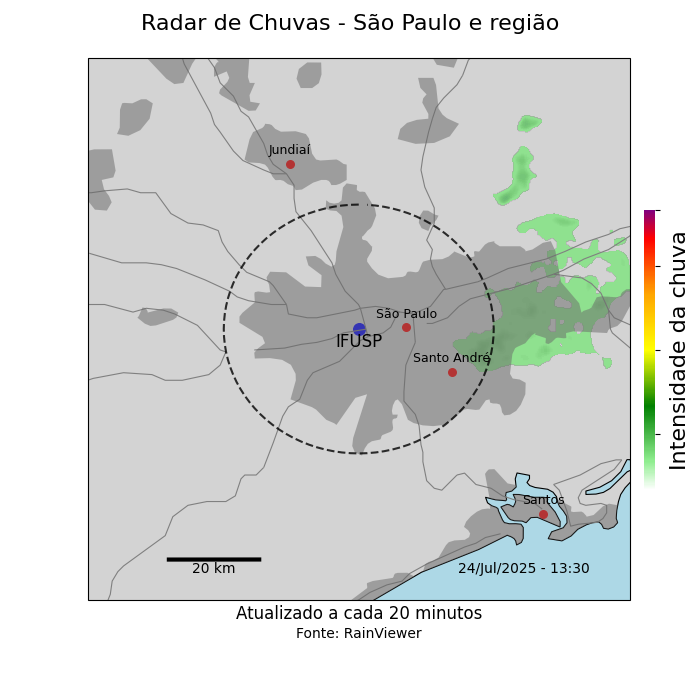 Radar de Chuvas - São Paulo e região
Jundiaí
São Paulo
IFUSP
Santo André
Intensidade da chuva
Santos
20 km
24/Jul/2025 - 13:30
Atualizado a cada 20 minutos
Fonte: RainViewer